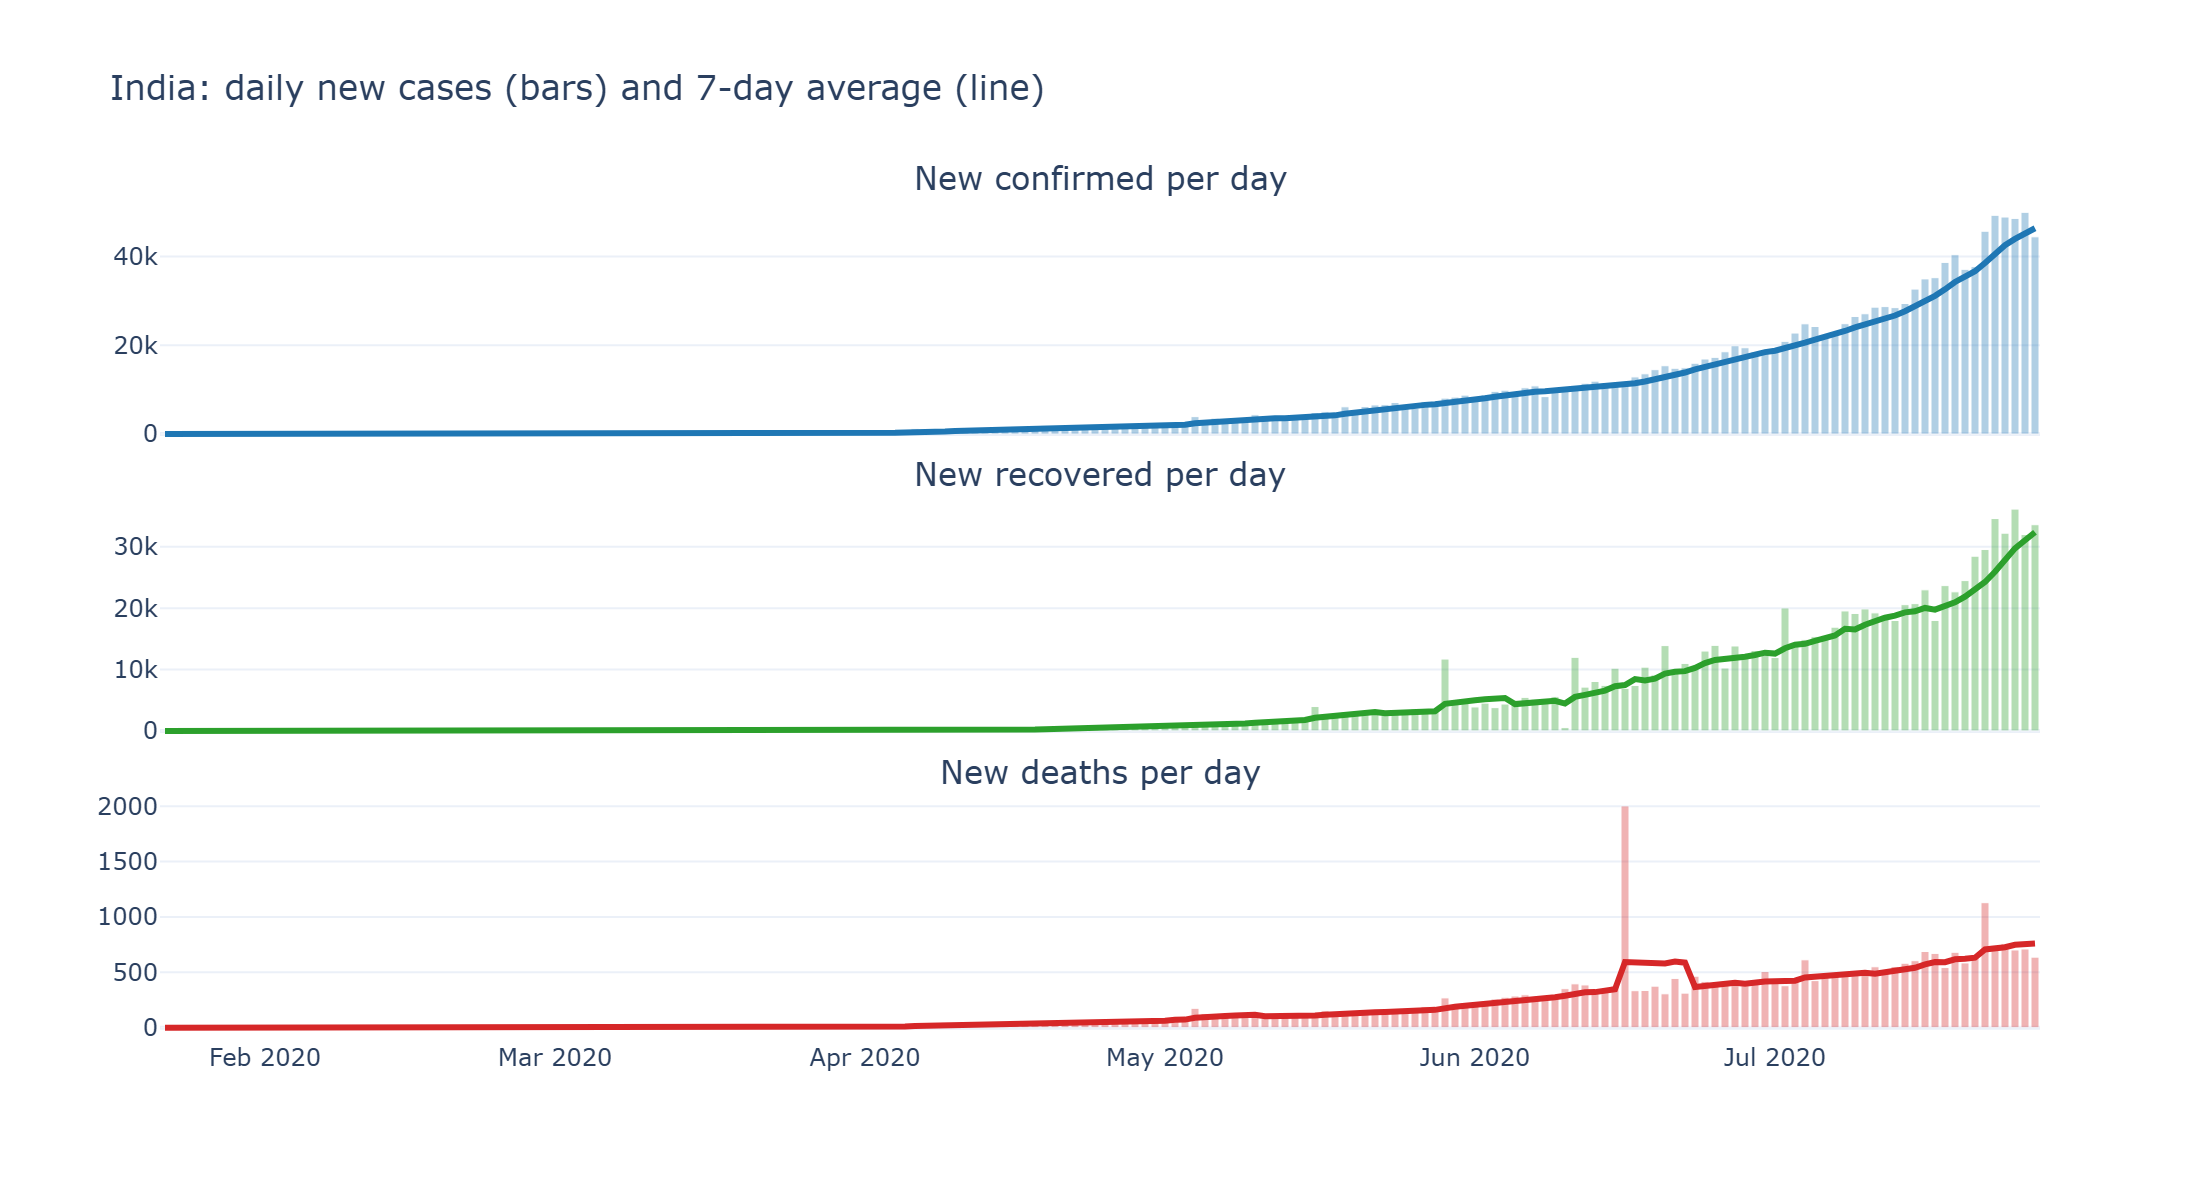 India: daily new cases (bars) and 7-day average (line)
New confirmed per day
40k
20k
0
New recovered per day
30k
20k
10k
0
New deaths per day
2000
1500
1000
500
0
Feb 2020 Mar 2020 Apr 2020 May 2020 Jun 2020 Jul 2020